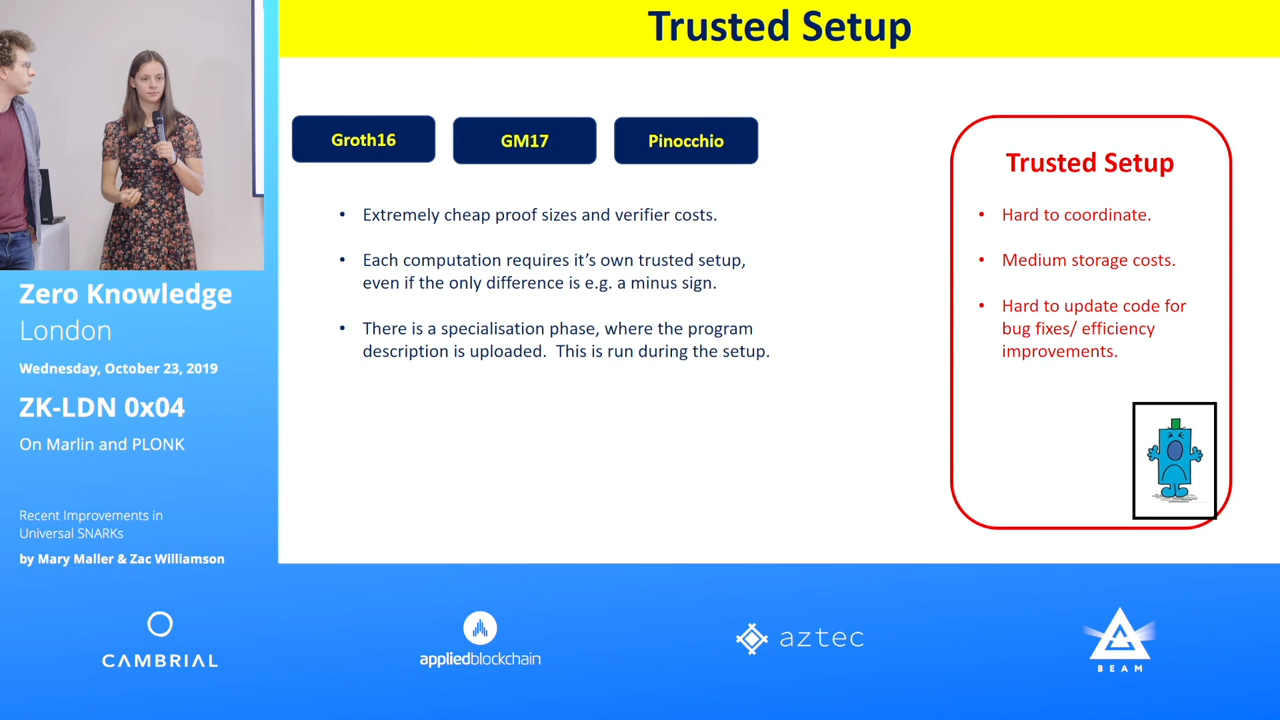 Trusted Setup
Groth16
GM17
Pinocchio
• Extremely cheap proof sizes and verifier costs.
• Each computation requires it’s own trusted setup,
even if the only difference is e.g. a minus sign.
• There is a specialisation phase, where the program
description is uploaded.  This is run during the setup.
Trusted Setup
• Hard to coordinate.
• Medium storage costs.
• Hard to update code for
bug fixes/ efficiency
improvements.
Zero Knowledge
London
Wednesday, October 23, 2019
ZK-LDN 0x04
On Marlin and PLONK
Recent Improvements in
Universal SNARKs
by Mary Maller & Zac Williamson
CAMBRIAL
appliedblockchain
aztec
BEAM